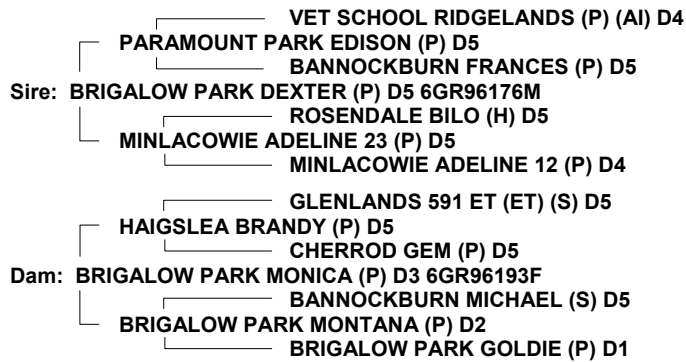 VET SCHOOL RIDGELANDS (P) (AI) D4
PARAMOUNT PARK EDISON (P) D5
BANNOCKBURN FRANCES (P) D5
Sire: BRIGALOW PARK DEXTER (P) D5 6GR96176M
ROSENDALE BILO (H) D5
MINLACOWIE ADELINE 23 (P) D5
MINLACOWIE ADELINE 12 (P) D4
GLENLANDS 591 ET (ET) (S) D5
HAIGSLEA BRANDY (P) D5
CHERROD GEM (P) D5
Dam: BRIGALOW PARK MONICA (P) D3 6GR96193F
BANNOCKBURN MICHAEL (S) D5
BRIGALOW PARK MONTANA (P) D2
BRIGALOW PARK GOLDIE (P) D1